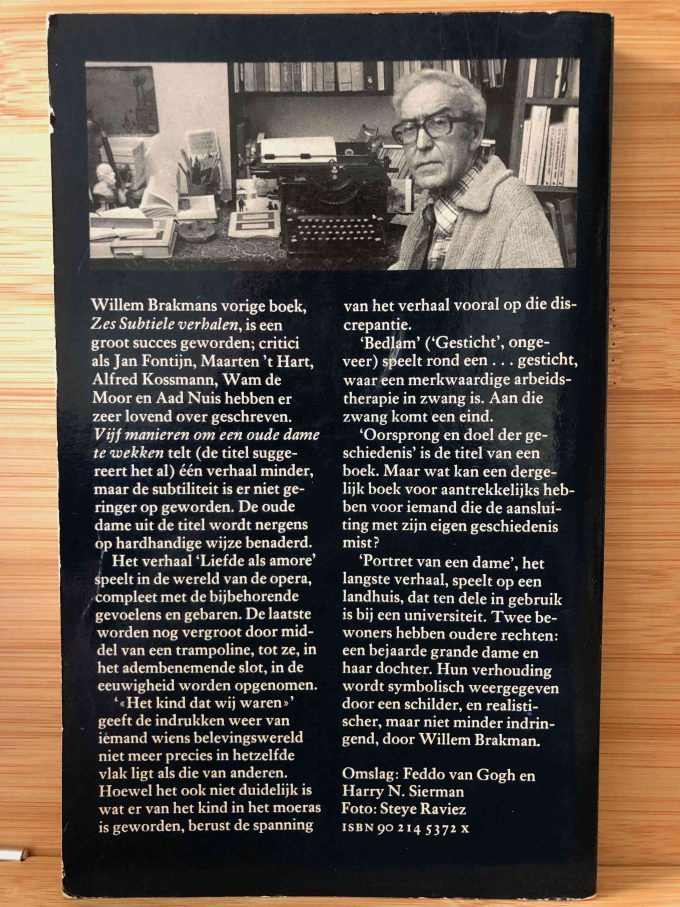 Willem Brakmans vorige boek,
Zes Subtiele verhalen, is een
groot succes geworden; critici
als Jan Fontijn, Maarten 't Hart,
Alfred Kossmann, Wam de
Moor en Aad Nuis hebben er
zeer lovend over geschreven.
Vijf manieren om een oude dame
te wekken telt (de titel sugge-
reert het al) één verhaal minder,
maar de subtiliteit is er niet ge-
ringer op geworden. De oude
dame uit de titel wordt nergens
op hardhandige wijze benaderd.
Het verhaal ‘Liefde als amore’
speelt in de wereld van de opera,
compleet met de bijbehorende
gevoelens en gebaren. De laatste
worden nog vergroot door mid-
del van een trampoline, tot ze, in
het adembenemende slot, in de
eeuwigheid worden opgenomen.
‘«Het kind dat wij waren»’
geeft de indrukken weer van
iemand wiens belevingswereld
niet meer precies in hetzelfde
vlak ligt als die van anderen.
Hoewel het ook niet duidelijk is
wat er van het kind in het moeras
is geworden, berust de spanning
van het verhaal vooral op die dis-
crepantie.
‘Bedlam’ (‘Gesticht’, onge-
veer) speelt rond een . . . gesticht,
waar een merkwaardige arbeids-
therapie in zwang is. Aan die
zwang komt een eind.
‘Oorsprong en doel der ge-
schiedenis’ is de titel van een
boek. Maar wat kan een derge-
lijk boek voor aantrekkelijks heb-
ben voor iemand die de aanslui-
ting met zijn eigen geschiedenis
mist?
‘Portret van een dame’, het
langste verhaal, speelt op een
landhuis, dat ten dele in gebruik
is bij een universiteit. Twee be-
woners hebben oudere rechten:
een bejaarde grande dame en
haar dochter. Hun verhouding
wordt symbolisch weergegeven
door een schilder, en realisti-
scher, maar niet minder indrin-
gend, door Willem Brakman.
Omslag: Feddo van Gogh en
Harry N. Sierman
Foto: Steye Raviez
ISBN 90 214 5372 X